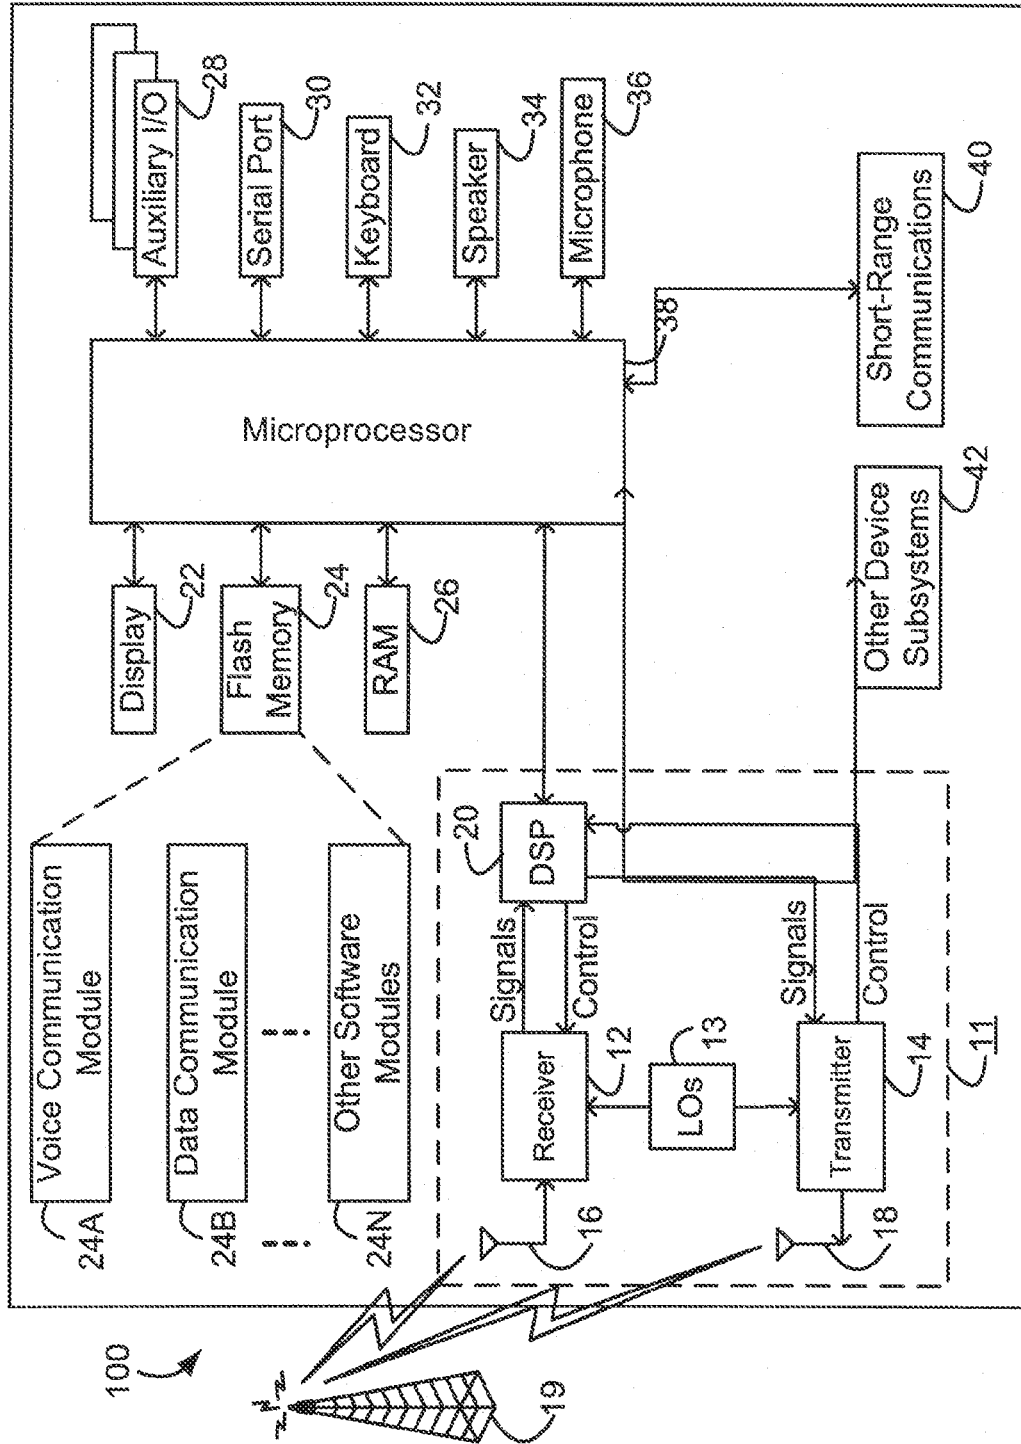 100
19
24A
Voice Communication
Module
24B
Data Communication
Module
24N
Other Software
Modules
Display
22
Flash
Memory
24
RAM
26
Microprocessor
38
Auxiliary I/O
28
Serial Port
30
Keyboard
32
Speaker
34
Microphone
36
16
Receiver
12
Signals
Control
DSP
20
LOs
13
18
Transmitter
14
Signals
Control
11
Other Device
Subsystems
42
Short-Range
Communications
40